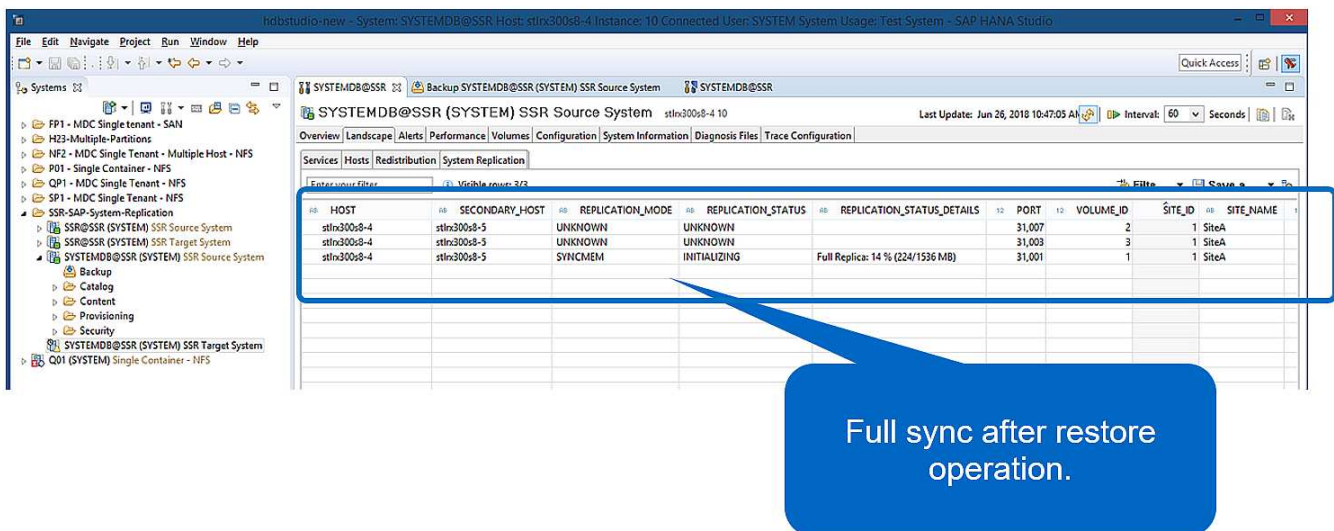 hdbstudio-new - System: SYSTEMDB@SSR Host: stlrx300s8-4 Instance: 10 Connected User: SYSTEM System Usage: Test System - SAP HANA Studio
File Edit Navigate Project Run Window Help
Quick Access
Systems
SYSTEMDB@SSR
Backup SYSTEMDB@SSR (SYSTEM) SSR Source System
SYSTEMDB@SSR
FP1 - MDC Single tenant - SAN
H23-Multiple-Partitions
NF2 - MDC Single Tenant - Multiple Host - NFS
P01 - Single Container - NFS
QP1 - MDC Single Tenant - NFS
SP1 - MDC Single Tenant - NFS
SSR-SAP-System-Replication
SSR@SSR (SYSTEM) SSR Source System
SSR@SSR (SYSTEM) SSR Target System
SYSTEMDB@SSR (SYSTEM) SSR Source System
Backup
Catalog
Content
Provisioning
Security
SYSTEMDB@SSR (SYSTEM) SSR Target System
Q01 (SYSTEM) Single Container - NFS
SYSTEMDB@SSR (SYSTEM) SSR Source System stlrx300s8-4 10
Last Update: Jun 26, 2018 10:47:05 AM Interval: 60 Seconds
Overview Landscape Alerts Performance Volumes Configuration System Information Diagnosis Files Trace Configuration
Services Hosts Redistribution System Replication
Enter your filter Visible rows: 3/3 Filte Save a
HOST SECONDARY_HOST REPLICATION_MODE REPLICATION_STATUS REPLICATION_STATUS_DETAILS PORT VOLUME_ID SITE_ID SITE_NAME
stlrx300s8-4 stlrx300s8-5 UNKNOWN UNKNOWN 31,007 2 1 SiteA
stlrx300s8-4 stlrx300s8-5 UNKNOWN UNKNOWN 31,003 3 1 SiteA
stlrx300s8-4 stlrx300s8-5 SYNCMEM INITIALIZING Full Replica: 14 % (224/1536 MB) 31,001 1 1 SiteA
Full sync after restore
operation.